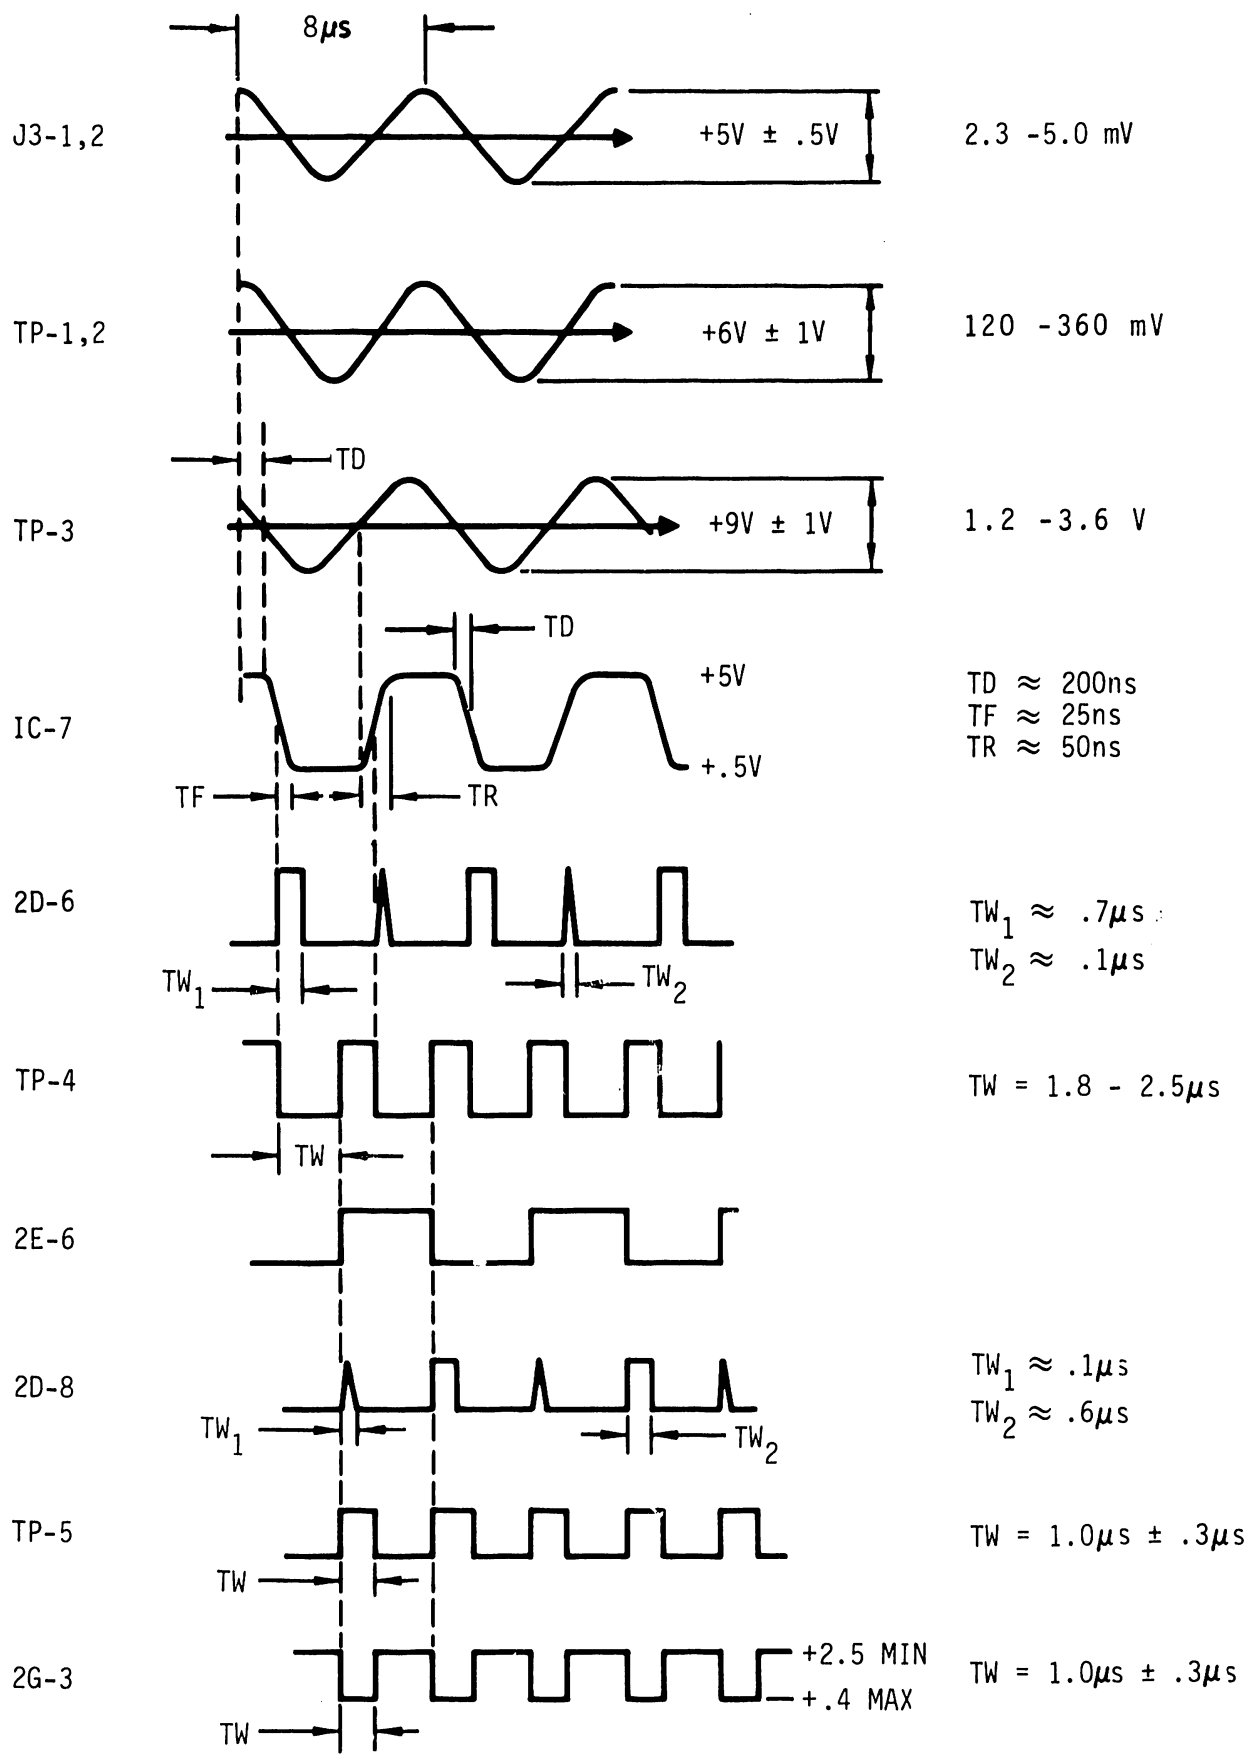 8μs
J3-1,2 +5V ± .5V 2.3 -5.0 mV
TP-1,2 +6V ± 1V 120 -360 mV
TD
TP-3 +9V ± 1V 1.2 -3.6 V
TD
+5V TD ≈ 200ns
IC-7 TF ≈ 25ns
+.5V TR ≈ 50ns
TF TR
2D-6 TW1 ≈ .7μs
TW1 TW2 TW2 ≈ .1μs
TP-4 TW = 1.8 - 2.5μs
TW
2E-6
2D-8 TW1 ≈ .1μs
TW1 TW2 TW2 ≈ .6μs
TP-5 TW = 1.0μs ± .3μs
TW
+2.5 MIN
2G-3 TW = 1.0μs ± .3μs
+.4 MAX
TW